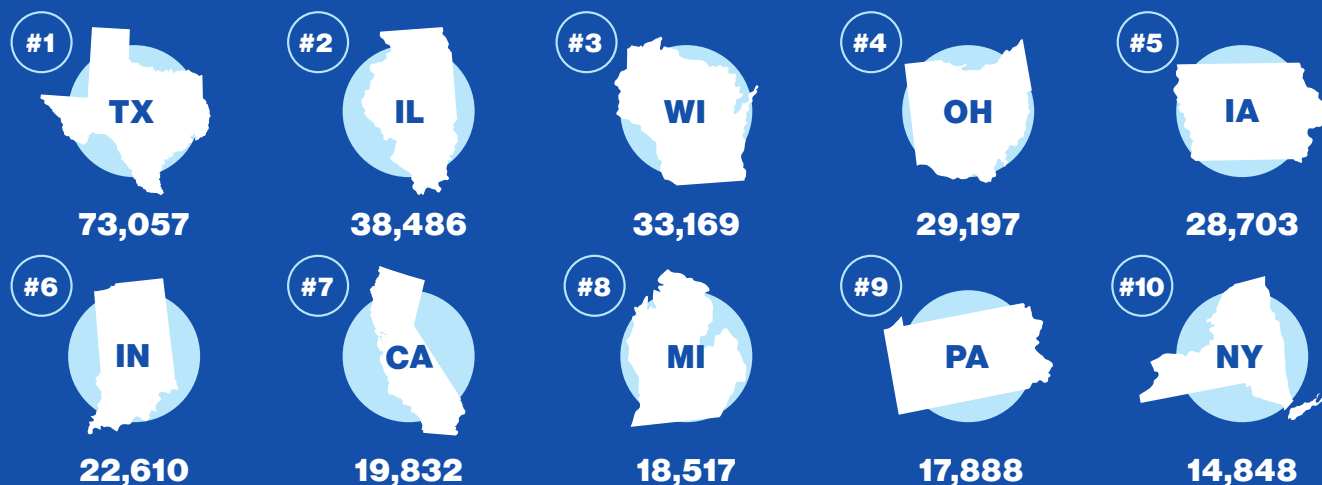 #1
#2
#3
#4
#5
TX
IL
WI
OH
IA
73,057
38,486
33,169
29,197
28,703
#6
#7
#8
#9
#10
IN
CA
MI
PA
NY
22,610
19,832
18,517
17,888
14,848